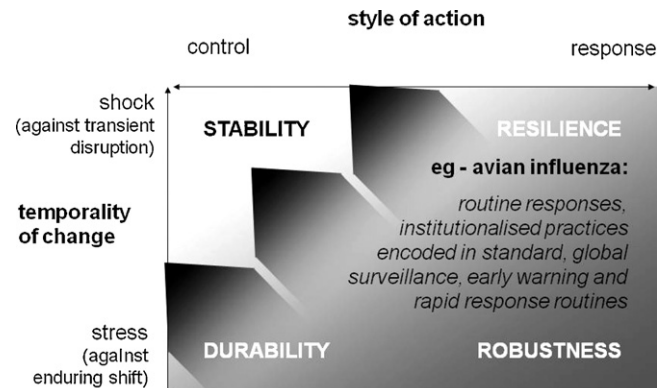 style of action
control
response
shock
(against transient
disruption)
STABILITY
RESILIENCE
eg - avian influenza:
routine responses,
institutionalised practices
encoded in standard, global
surveillance, early warning and
rapid response routines
temporality
of change
stress
(against
enduring shift)
DURABILITY
ROBUSTNESS